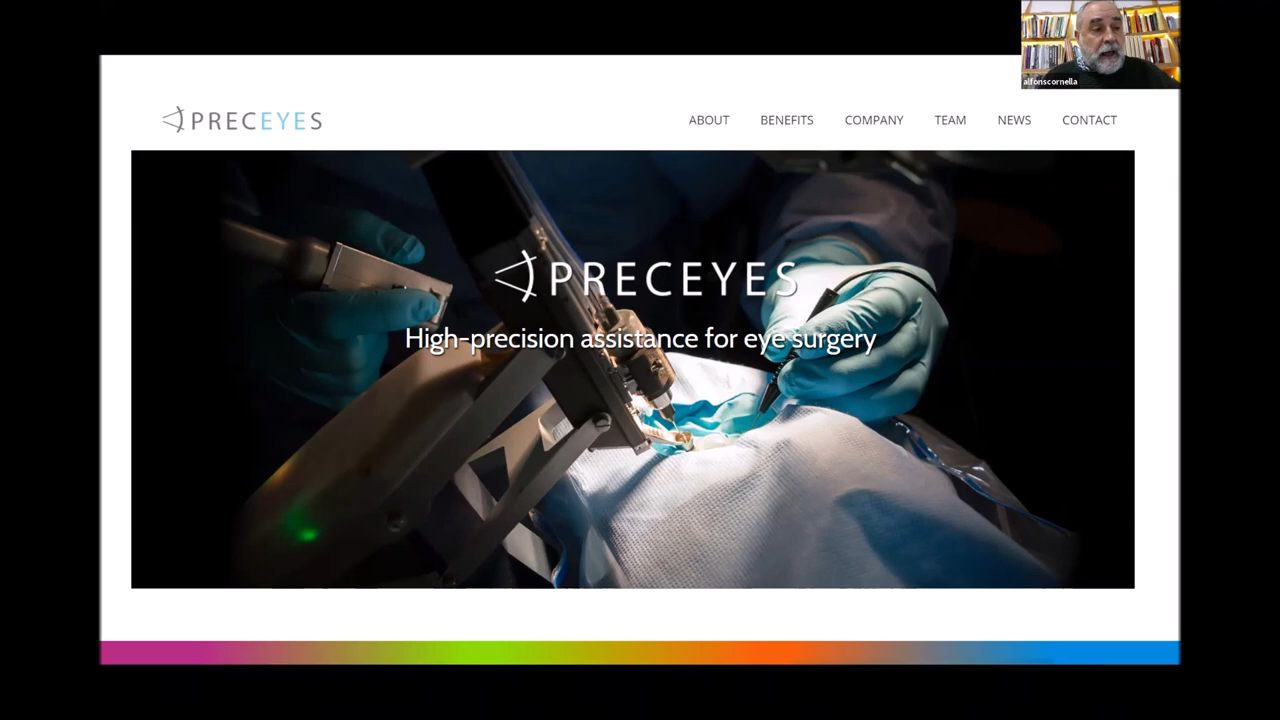 alfonscornella
PRECEYES
ABOUT BENEFITS COMPANY TEAM NEWS CONTACT
PRECEYES
High-precision assistance for eye surgery